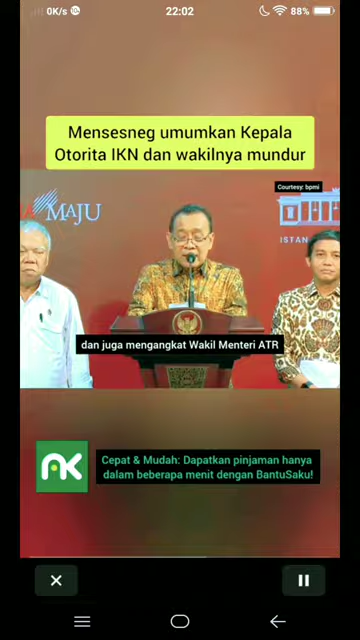 0K/s
22:02
88%
Mensesneg umumkan Kepala
Otorita IKN dan wakilnya mundur
Courtesy: bpmi
MAJU
ISTAN
dan juga mengangkat Wakil Menteri ATR
Cepat & Mudah: Dapatkan pinjaman hanya
dalam beberapa menit dengan BantuSaku!